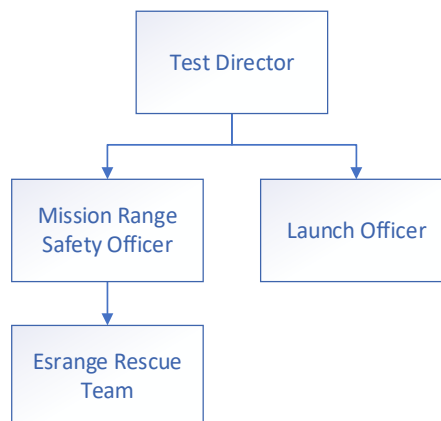 Test Director
Mission Range
Safety Officer
Launch Officer
Esrange Rescue
Team